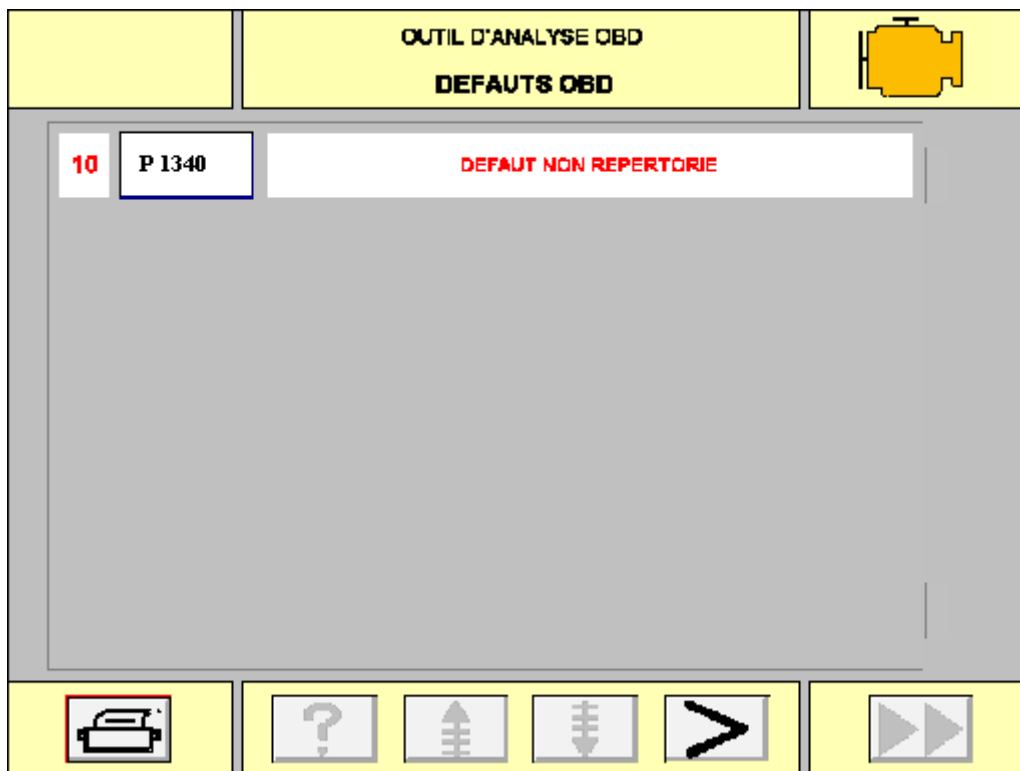 OUTIL D'ANALYSE OBD
DEFAUTS OBD
10 P 1340 DEFAUT NON REPERTORIE
?
>